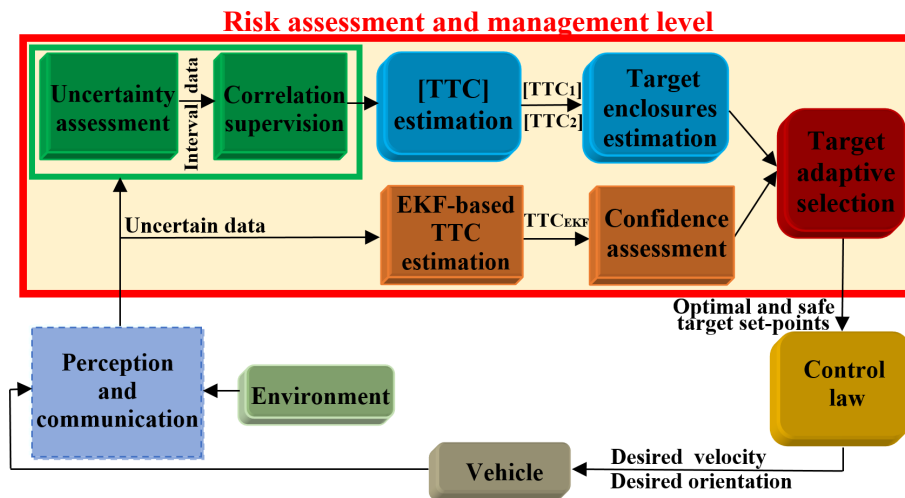 Risk assessment and management level
Uncertainty
assessment
Interval data
Correlation
supervision
[TTC]
estimation
[TTC1]
[TTC2]
Target
enclosures
estimation
Target
adaptive
selection
Uncertain data
EKF-based
TTC
estimation
TTCEKF
Confidence
assessment
Optimal and safe
target set-points
Perception
and
communication
Environment
Control
law
Vehicle
Desired velocity
Desired orientation